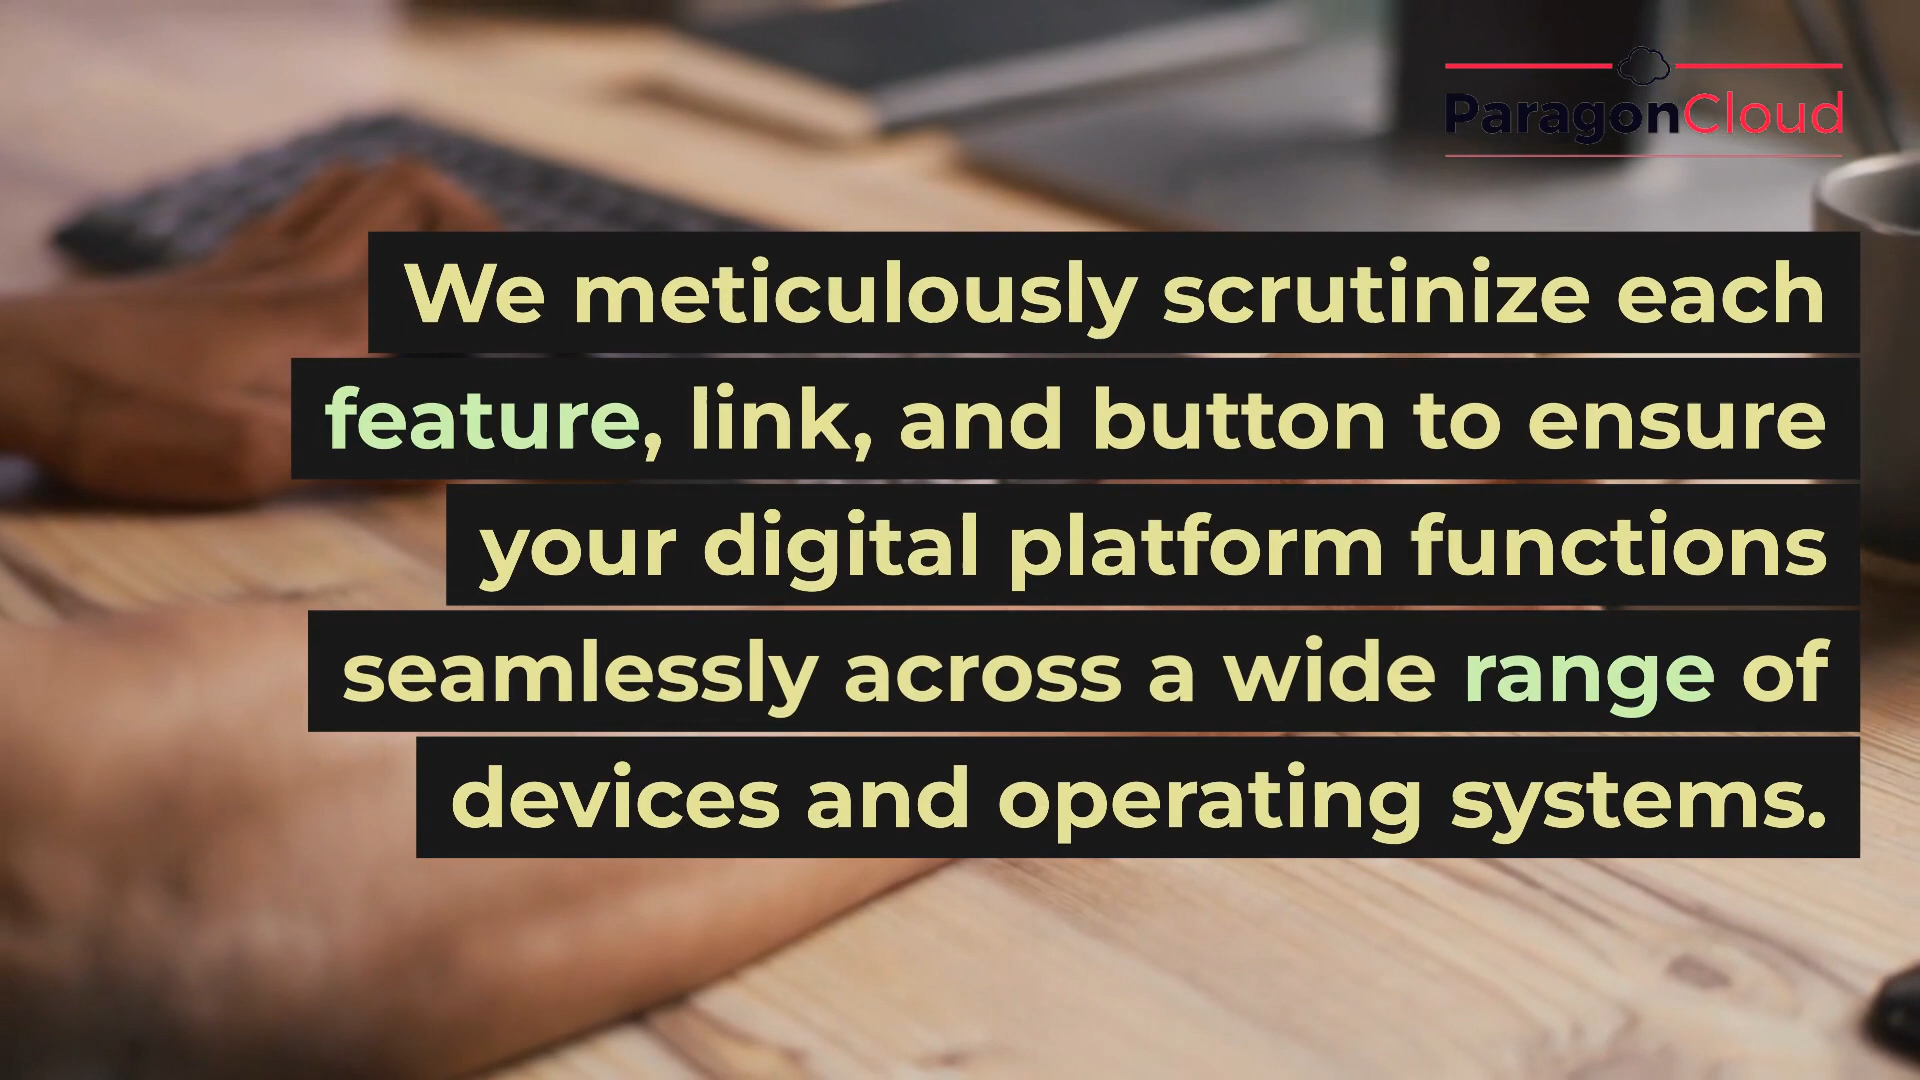 ParagonCloud
We meticulously scrutinize each
feature, link, and button to ensure
your digital platform functions
seamlessly across a wide range of
devices and operating systems.